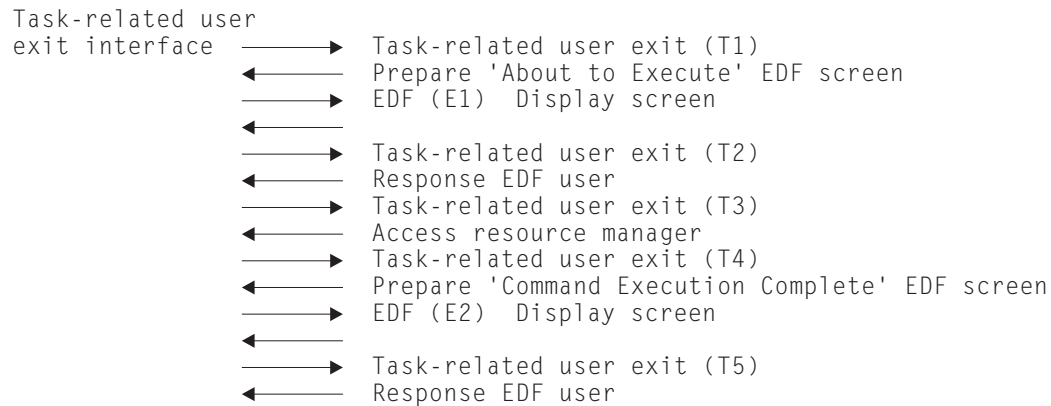 Task-related user
exit interface Task-related user exit (T1)
Prepare 'About to Execute' EDF screen
EDF (E1) Display screen
Task-related user exit (T2)
Response EDF user
Task-related user exit (T3)
Access resource manager
Task-related user exit (T4)
Prepare 'Command Execution Complete' EDF screen
EDF (E2) Display screen
Task-related user exit (T5)
Response EDF user